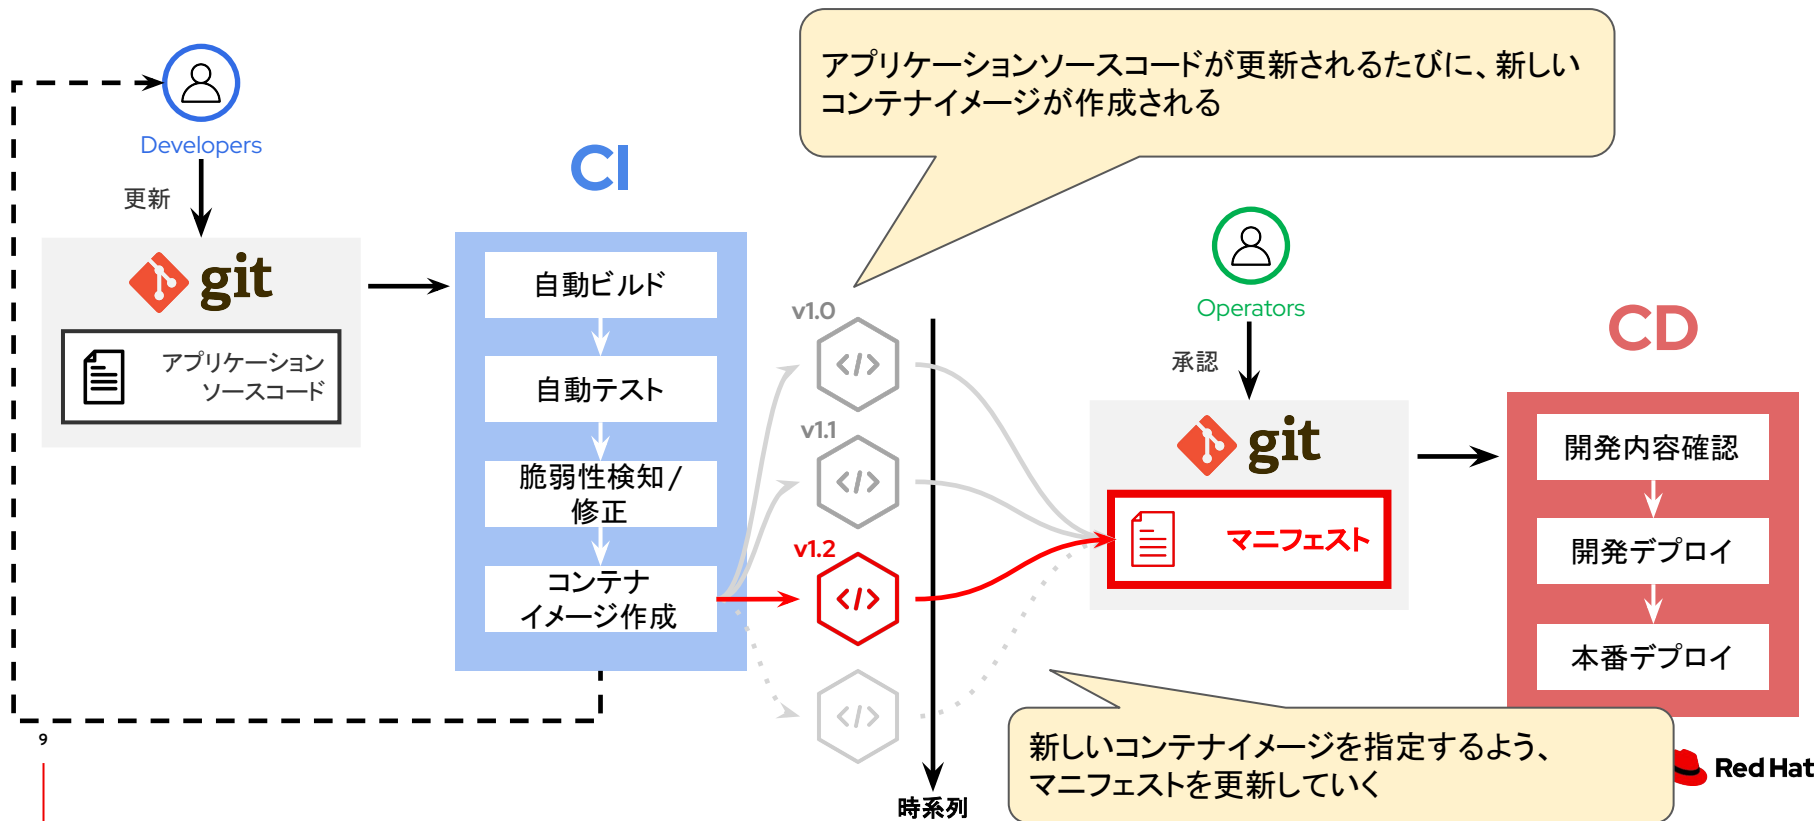 アプリケーションソースコードが更新されるたびに、新しい
コンテナイメージが作成される
Developers
更新
git
アプリケーション
ソースコード
CI
自動ビルド
自動テスト
脆弱性検知/
修正
コンテナ
イメージ作成
v1.0
</>
v1.1
</>
v1.2
</>
</>
時系列
Operators
承認
git
マニフェスト
CD
開発内容確認
開発デプロイ
本番デプロイ
新しいコンテナイメージを指定するよう、
マニフェストを更新していく
9
Red Hat